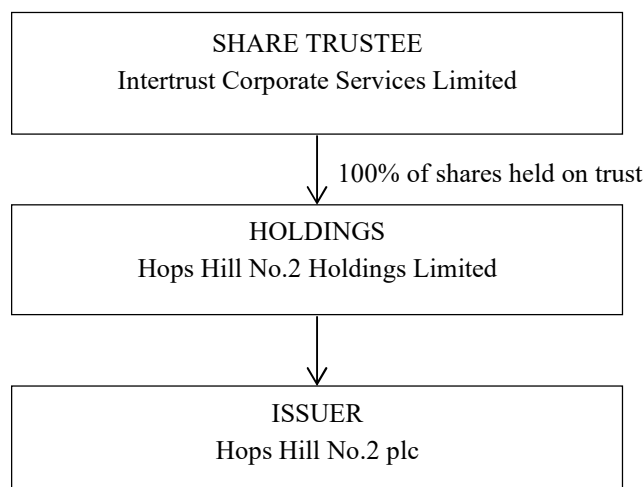 SHARE TRUSTEE
Intertrust Corporate Services Limited
100% of shares held on trust
HOLDINGS
Hops Hill No.2 Holdings Limited
ISSUER
Hops Hill No.2 plc